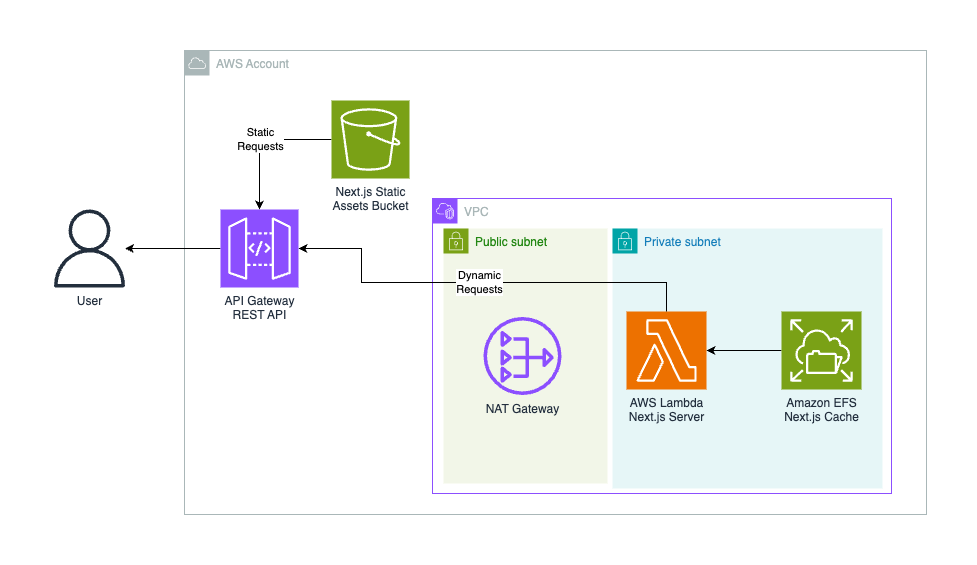 AWS Account
Static
Requests
Next.js Static
Assets Bucket
VPC
Public subnet
Private subnet
Dynamic
Requests
User
API Gateway
REST API
NAT Gateway
AWS Lambda
Next.js Server
Amazon EFS
Next.js Cache